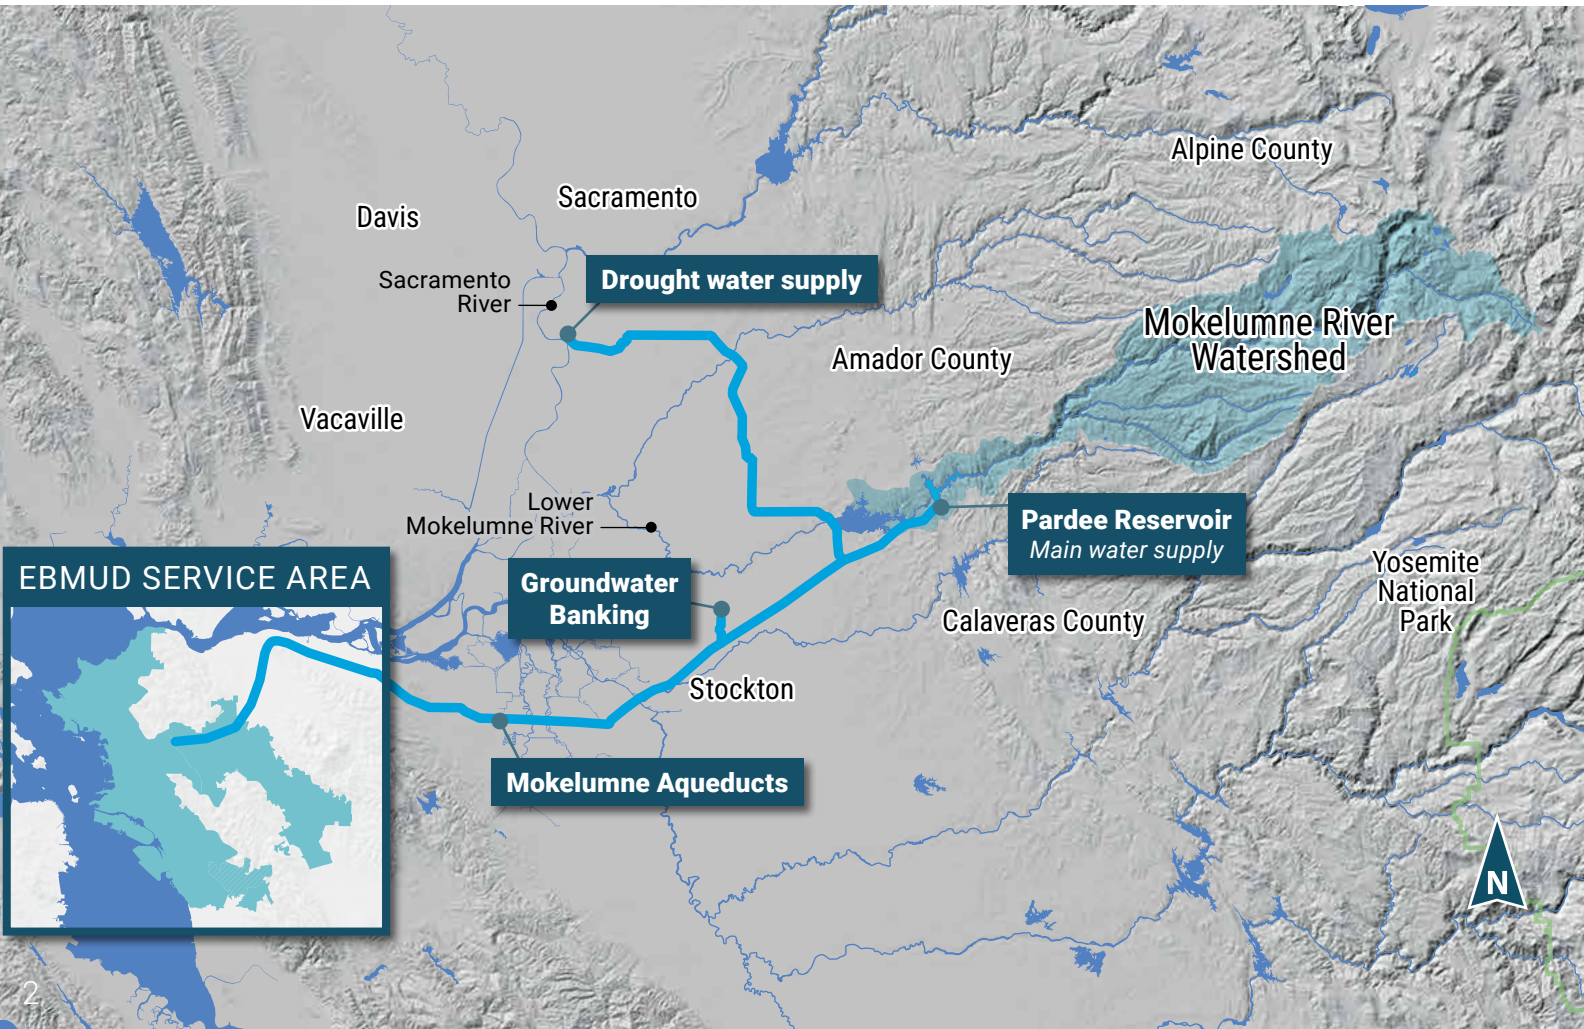 Alpine County
Sacramento
Davis
Sacramento
River
Drought water supply
Mokelumne River
Watershed
Amador County
Vacaville
Lower
Mokelumne River
Pardee Reservoir
Main water supply
Groundwater
Banking
Yosemite
National
Park
EBMUD SERVICE AREA
Calaveras County
Stockton
Mokelumne Aqueducts
N
2